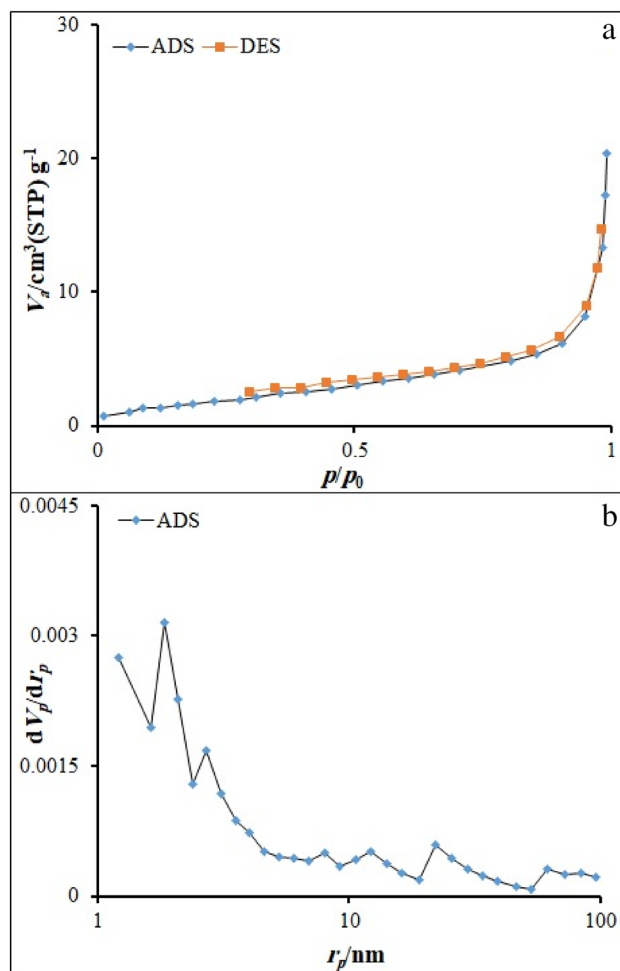 a
ADS DES
30
20
10
0
Va/cm³(STP) g⁻¹
0 0.5 1
p/p₀
b
ADS
0.0045
0.003
0.0015
0
dVp/drp
1 10 100
rp/nm